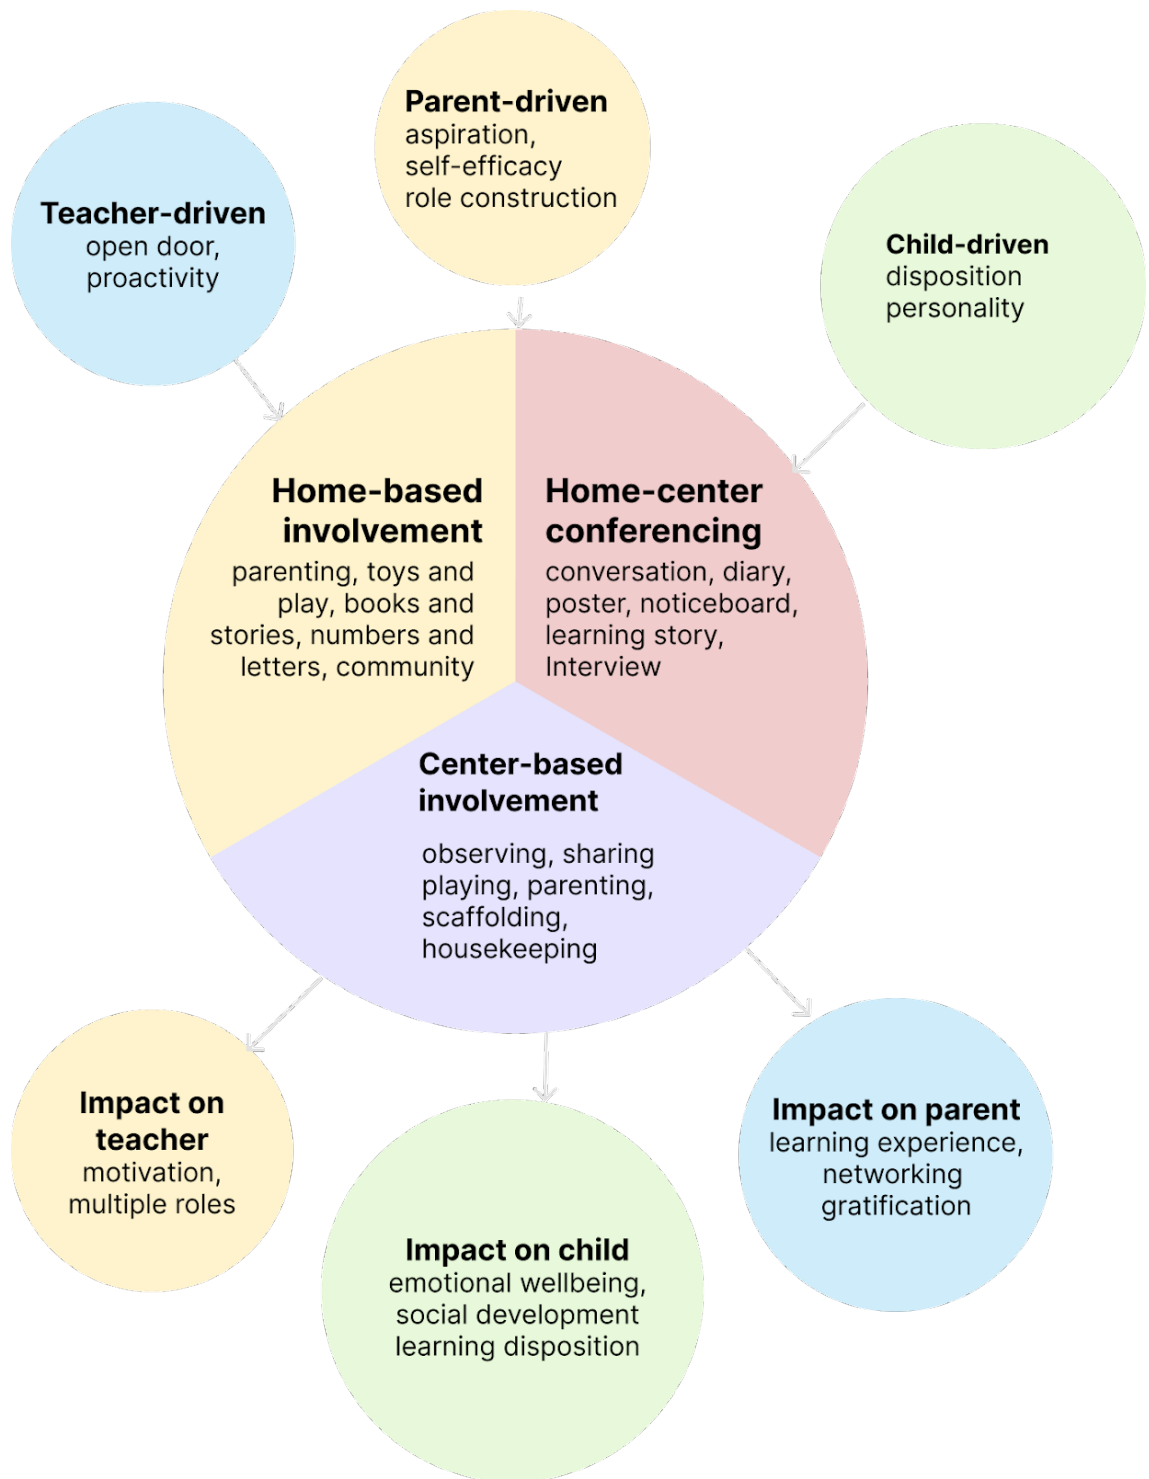 Parent-driven
aspiration,
self-efficacy
role construction
Teacher-driven
open door,
proactivity
Child-driven
disposition
personality
Home-based
involvement
parenting, toys and
play, books and
stories, numbers and
letters, community
Home-center
conferencing
conversation, diary,
poster, noticeboard,
learning story,
Interview
Center-based
involvement
observing, sharing
playing, parenting,
scaffolding,
housekeeping
Impact on
teacher
motivation,
multiple roles
Impact on child
emotional wellbeing,
social development
learning disposition
Impact on parent
learning experience,
networking
gratification